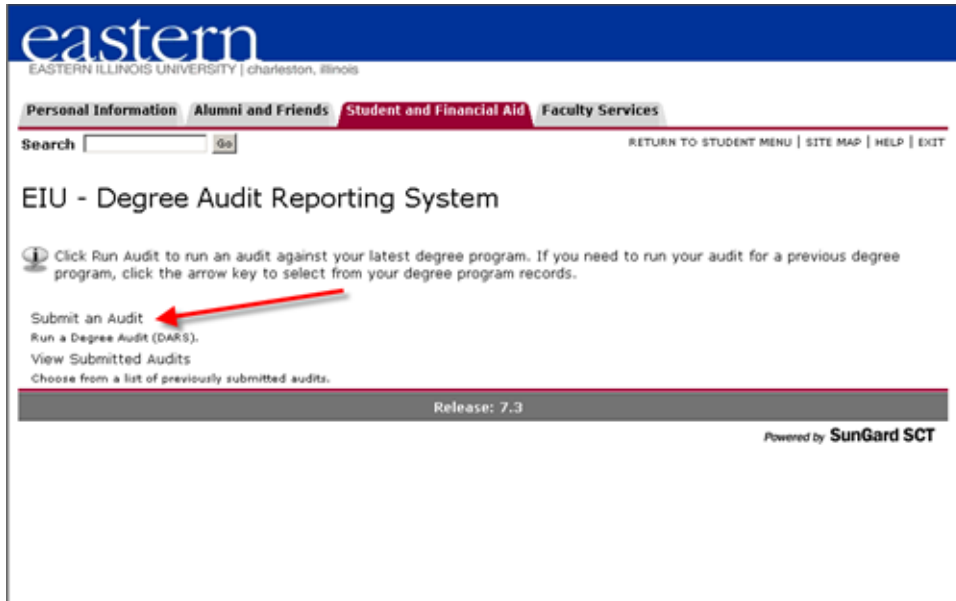 eastern
EASTERN ILLINOIS UNIVERSITY | charleston, illinois
Personal Information Alumni and Friends Student and Financial Aid Faculty Services
Search Go RETURN TO STUDENT MENU | SITE MAP | HELP | EXIT
EIU - Degree Audit Reporting System
Click Run Audit to run an audit against your latest degree program. If you need to run your audit for a previous degree
program, click the arrow key to select from your degree program records.
Submit an Audit
Run a Degree Audit (DARS).
View Submitted Audits
Choose from a list of previously submitted audits.
Release: 7.3
Powered by SunGard SCT